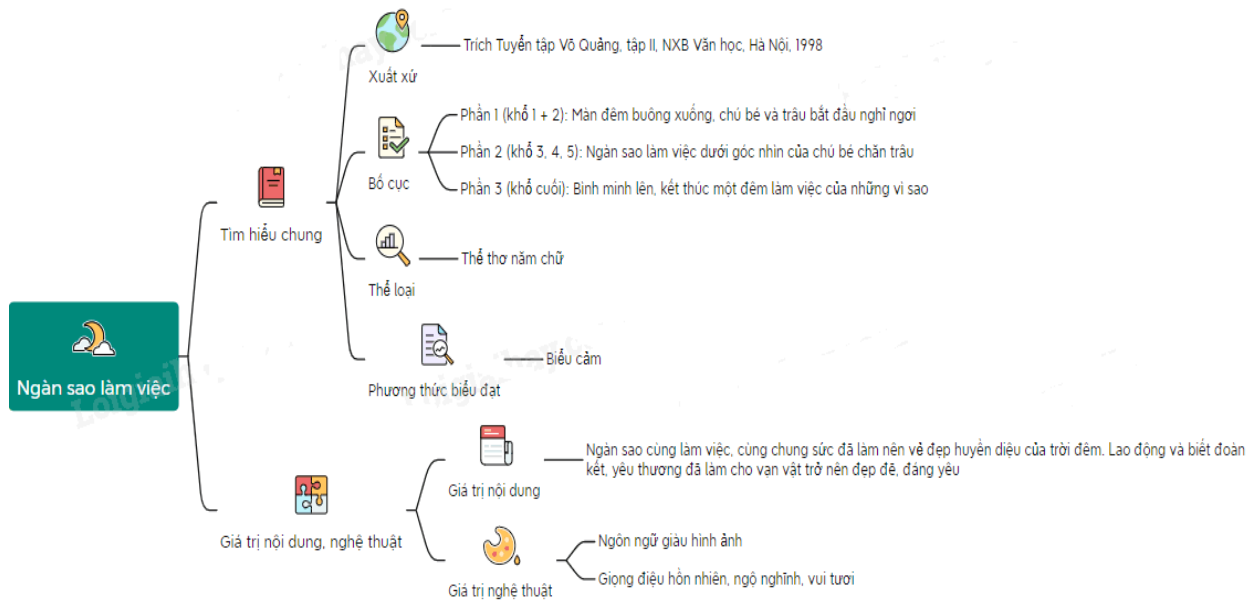 Trích Tuyển tập Võ Quảng, tập II, NXB Văn học, Hà Nội, 1998
Xuất xứ
Phần 1 (khổ 1 + 2): Màn đêm buông xuống, chú bé và trâu bắt đầu nghỉ ngơi
Phần 2 (khổ 3, 4, 5): Ngàn sao làm việc dưới góc nhìn của chú bé chăn trâu
Phần 3 (khổ cuối): Bình minh lên, kết thúc một đêm làm việc của những vì sao
Bố cục
Tìm hiểu chung
Thể thơ năm chữ
Thể loại
Biểu cảm
Phương thức biểu đạt
Ngàn sao làm việc
Ngàn sao cùng làm việc, cùng chung sức đã làm nên vẻ đẹp huyền diệu của trời đêm. Lao động và biết đoàn
kết, yêu thương đã làm cho vạn vật trở nên đẹp đẽ, đáng yêu
Giá trị nội dung
Giá trị nội dung, nghệ thuật
Ngôn ngữ giàu hình ảnh
Giọng điệu hồn nhiên, ngộ nghĩnh, vui tươi
Giá trị nghệ thuật